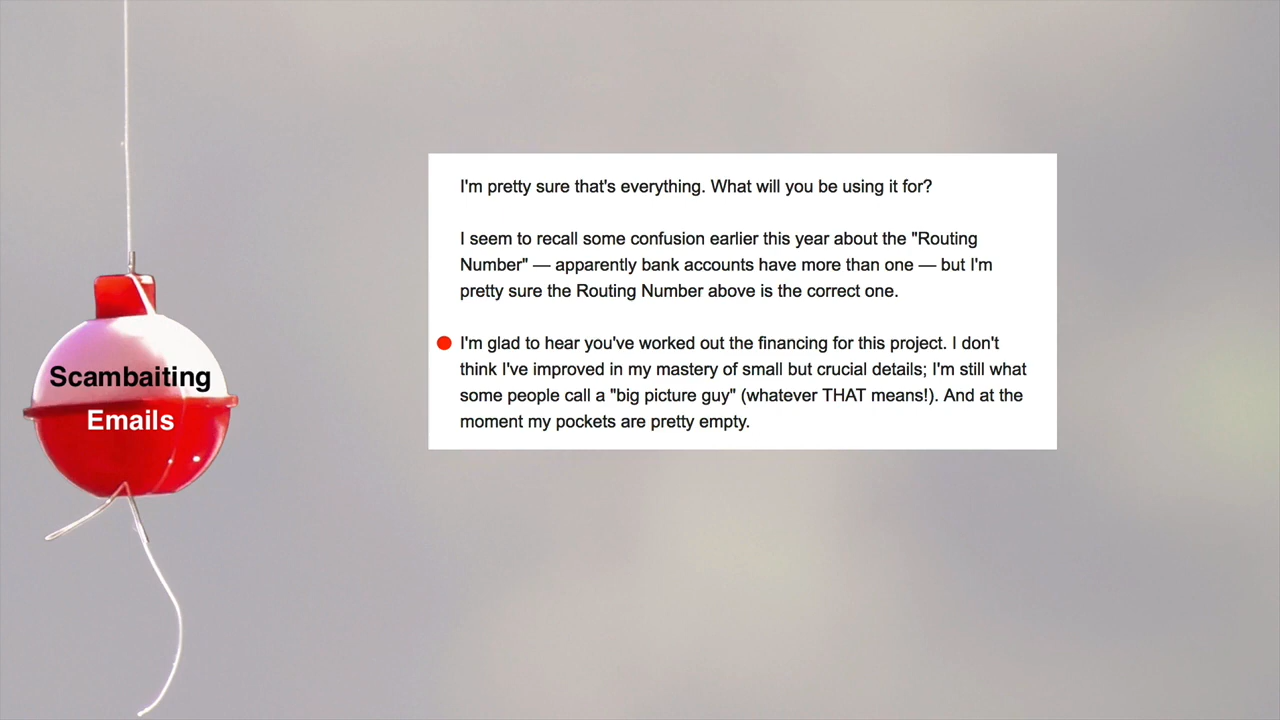 Scambaiting
Emails
I'm pretty sure that's everything. What will you be using it for?
I seem to recall some confusion earlier this year about the "Routing
Number" — apparently bank accounts have more than one — but I'm
pretty sure the Routing Number above is the correct one.
I'm glad to hear you've worked out the financing for this project. I don't
think I've improved in my mastery of small but crucial details; I'm still what
some people call a "big picture guy" (whatever THAT means!). And at the
moment my pockets are pretty empty.